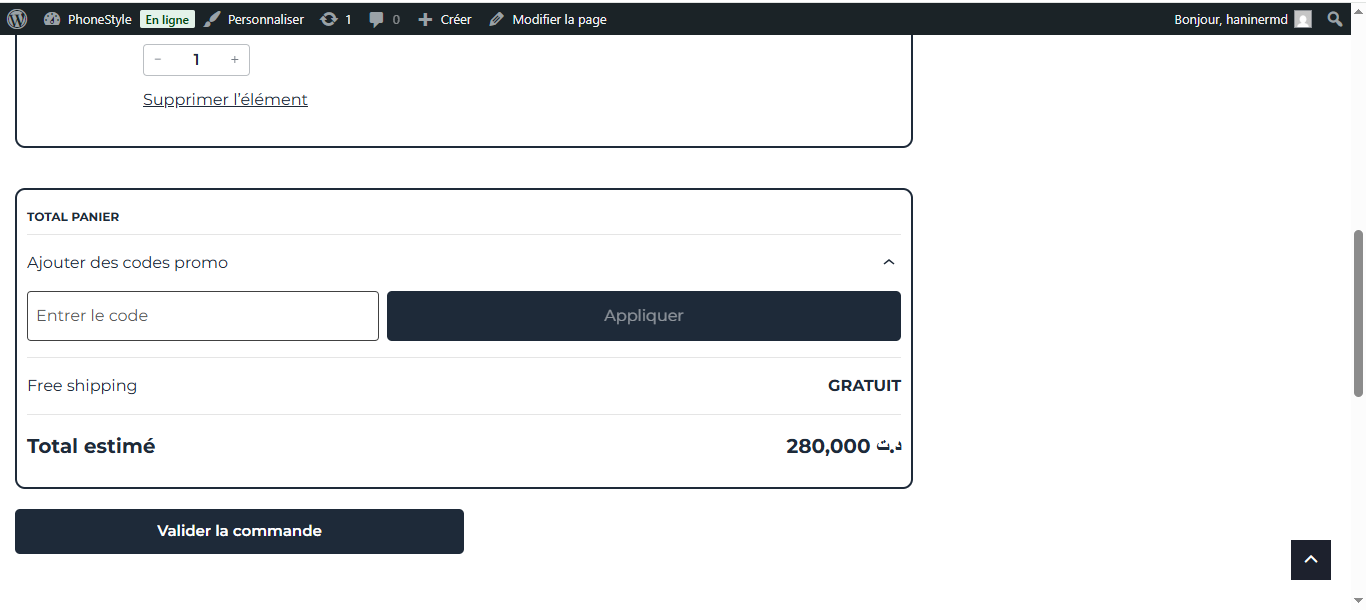 PhoneStyle En ligne Personnaliser 1 0 Créer Modifier la page Bonjour, haninermd
- 1 +
Supprimer l'élément
TOTAL PANIER
Ajouter des codes promo
Entrer le code Appliquer
Free shipping GRATUIT
Total estimé 280,000 د.ت
Valider la commande